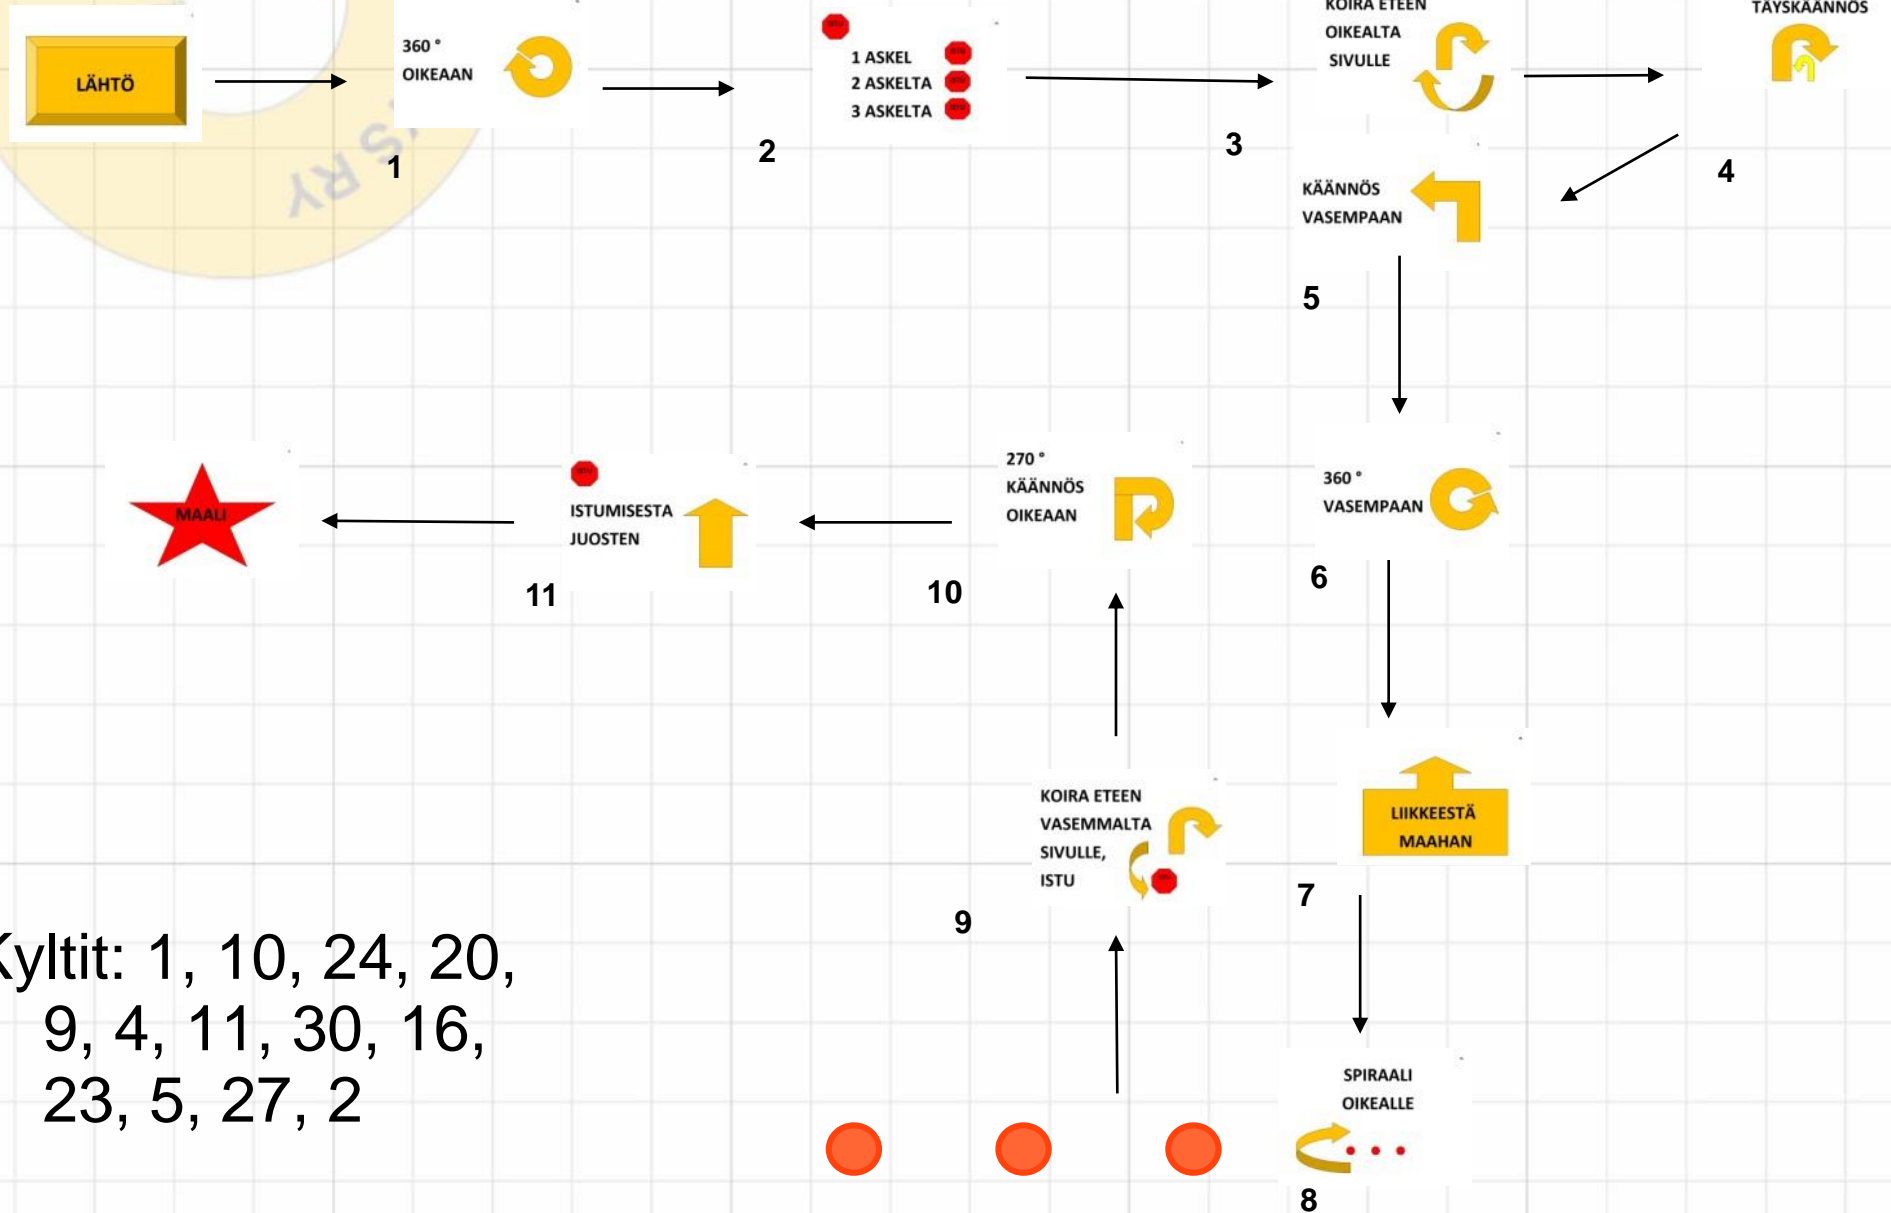 LÄHTÖ
360 °
OIKEAAN
1
ISTU
1 ASKEL
2 ASKELTA
3 ASKELTA
2
KOIRA ETEEN
OIKEALTA
SIVULLE
3
TÄYSKÄÄNNÖS
4
KÄÄNNÖS
VASEMPAAN
5
360 °
VASEMPAAN
6
LIIKKEESTÄ
MAAHAN
7
SPIRAALI
OIKEALLE
8
KOIRA ETEEN
VASEMMALTA
SIVULLE,
ISTU
9
270 °
KÄÄNNÖS
OIKEAAN
10
ISTUMISESTA
JUOSTEN
11
MAALI
Kyltit: 1, 10, 24, 20,
9, 4, 11, 30, 16,
23, 5, 27, 2
S RY